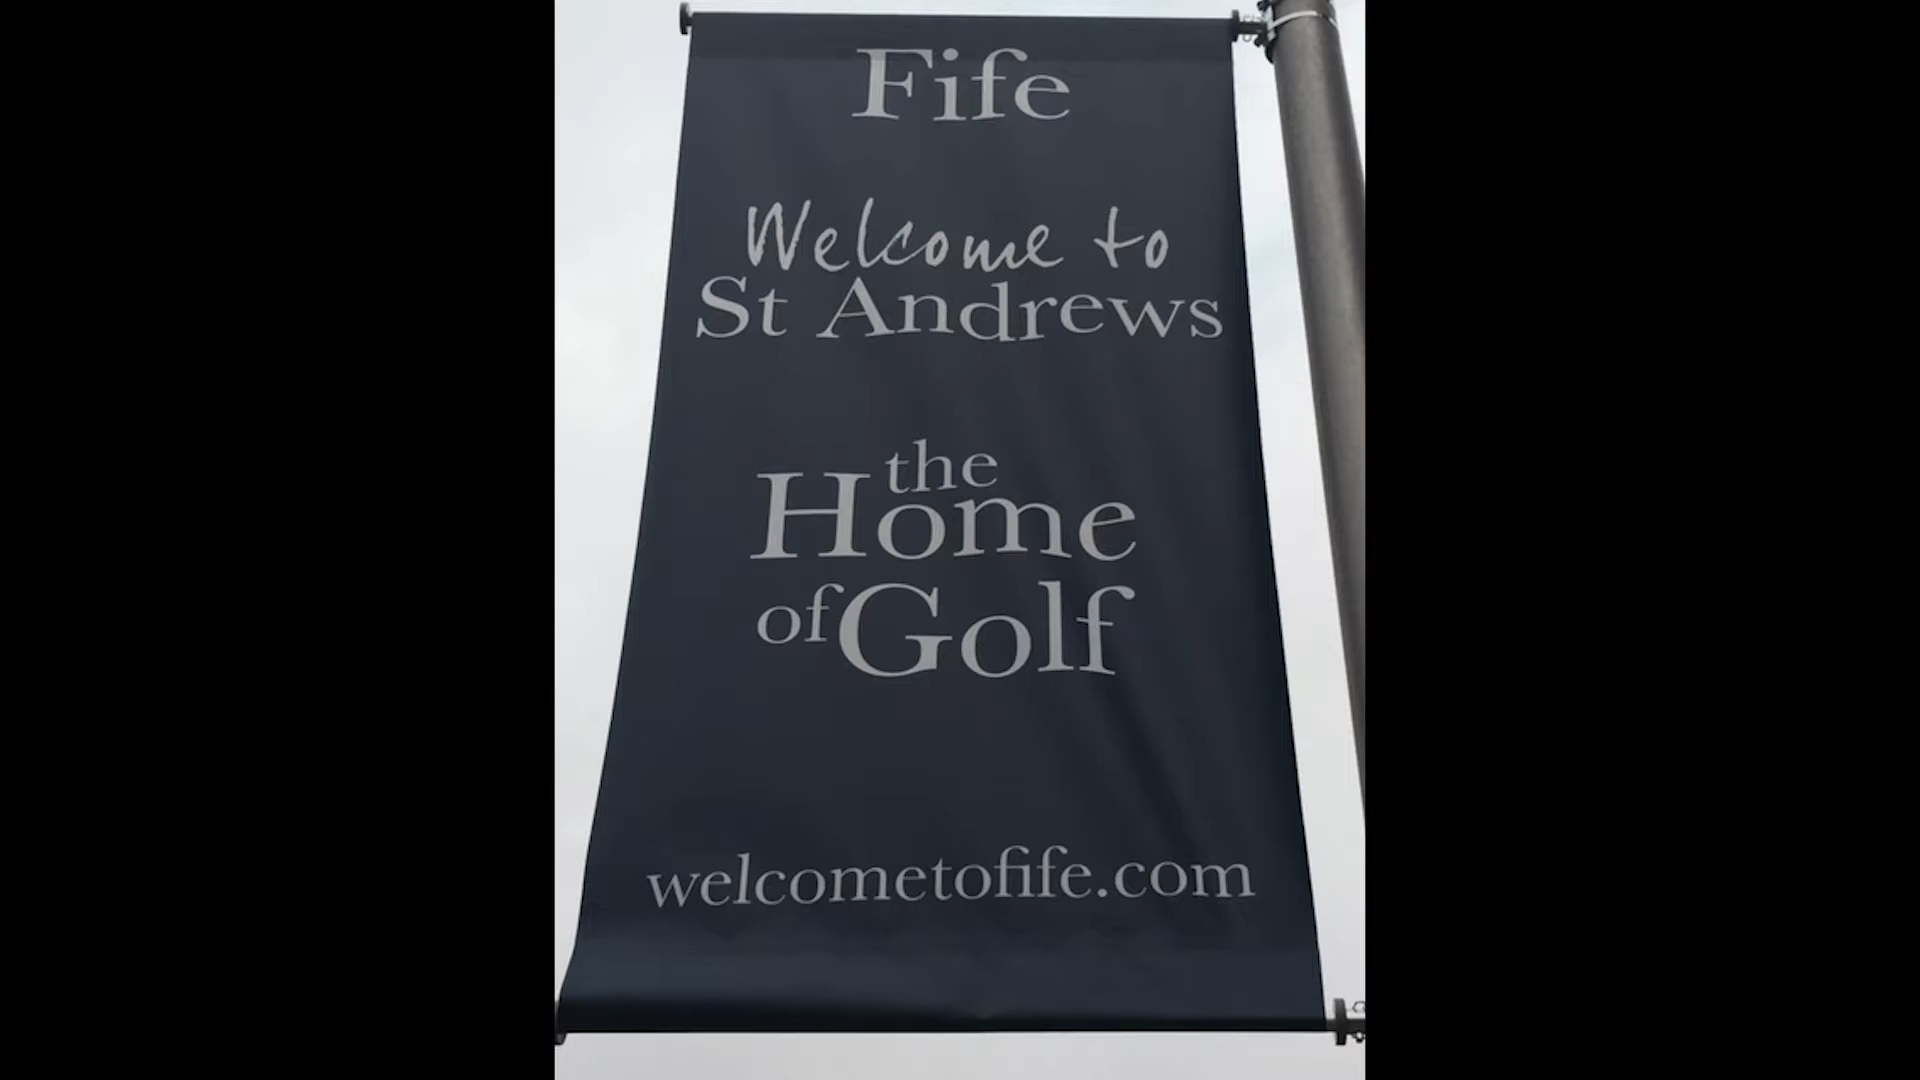 Fife
Welcome to
St Andrews
the
Home
of Golf
welcometofife.com